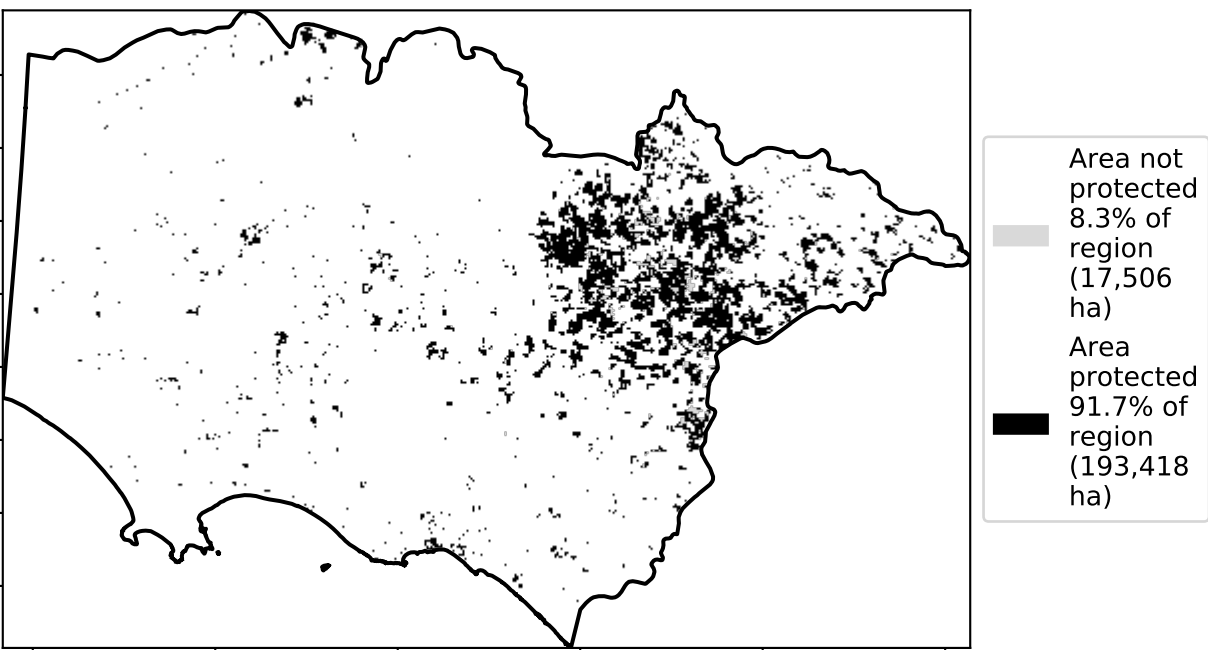 Area not
protected
8.3% of
region
(17,506
ha)
Area
protected
91.7% of
region
(193,418
ha)